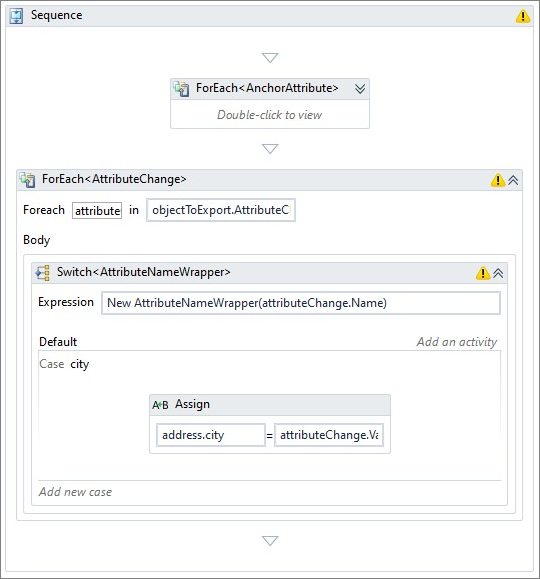 Sequence
ForEach<AnchorAttribute>
Double-click to view
ForEach<AttributeChange>
Foreach attribute in objectToExport.AttributeC
Body
Switch<AttributeNameWrapper>
Expression New AttributeNameWrapper(attributeChange.Name)
Default Add an activity
Case city
A+B Assign
address.city = attributeChange.Va
Add new case